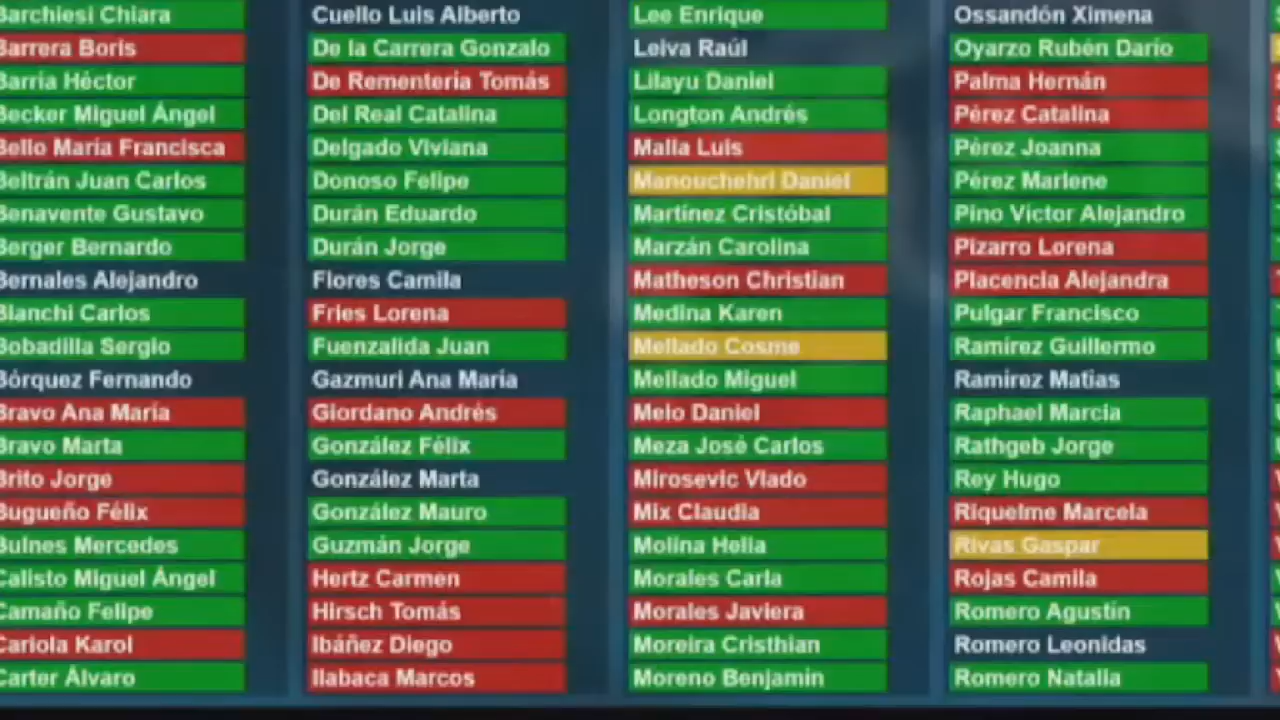 Barchiesi Chiara
Barrera Boris
Barría Héctor
Becker Miguel Ángel
Bello María Francisca
Beltrán Juan Carlos
Benavente Gustavo
Berger Bernardo
Bernales Alejandro
Bianchi Carlos
Bobadilla Sergio
Bórquez Fernando
Bravo Ana María
Bravo Marta
Brito Jorge
Bugueño Félix
Bulnes Mercedes
Calisto Miguel Ángel
Camaño Felipe
Cariola Karol
Carter Álvaro
Cuello Luis Alberto
De la Carrera Gonzalo
De Rementería Tomás
Del Real Catalina
Delgado Viviana
Donoso Felipe
Durán Eduardo
Durán Jorge
Flores Camila
Fries Lorena
Fuenzalida Juan
Gazmuri Ana María
Giordano Andrés
González Félix
González Marta
González Mauro
Guzmán Jorge
Hertz Carmen
Hirsch Tomás
Ibáñez Diego
Ilabaca Marcos
Lee Enrique
Leiva Raúl
Lilayu Daniel
Longton Andrés
Malla Luis
Manouchehri Daniel
Martínez Cristóbal
Marzán Carolina
Matheson Christian
Medina Karen
Mellado Cosme
Mellado Miguel
Melo Daniel
Meza José Carlos
Mirosevic Vlado
Mix Claudia
Molina Helia
Morales Carla
Morales Javiera
Moreira Cristhian
Moreno Benjamín
Ossandón Ximena
Oyarzo Rubén Darío
Palma Hernán
Pérez Catalina
Pérez Joanna
Pérez Marlene
Pino Víctor Alejandro
Pizarro Lorena
Placencia Alejandra
Pulgar Francisco
Ramírez Guillermo
Ramírez Matías
Raphael Marcia
Rathgeb Jorge
Rey Hugo
Riquelme Marcela
Rivas Gaspar
Rojas Camila
Romero Agustín
Romero Leonidas
Romero Natalia